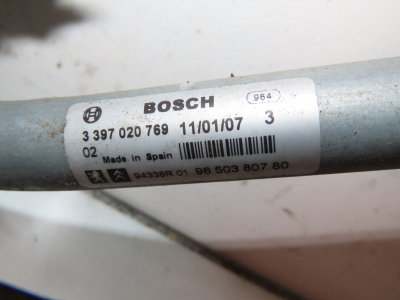 BOSCH 964
3 397 020 769 11/01/07 3
02 Made in Spain
94338R 01 96 503 807 80